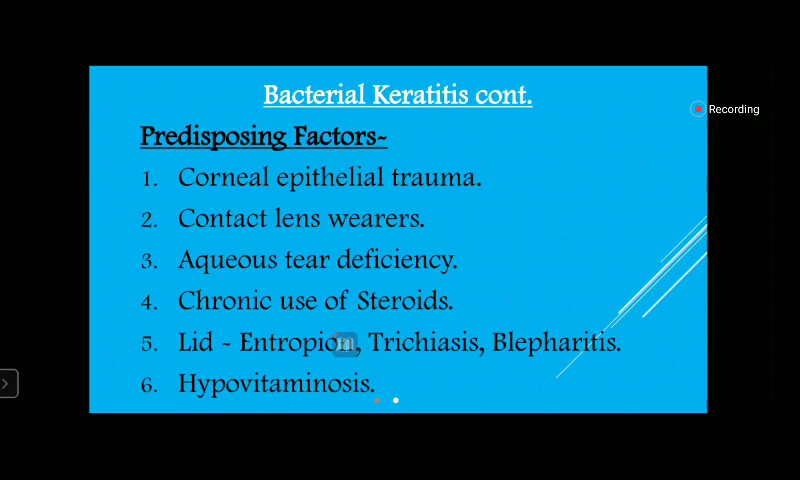 Bacterial Keratitis cont.
Recording
Predisposing Factors-
1. Corneal epithelial trauma.
2. Contact lens wearers.
3. Aqueous tear deficiency.
4. Chronic use of Steroids.
5. Lid - Entropion, Trichiasis, Blepharitis.
6. Hypovitaminosis.